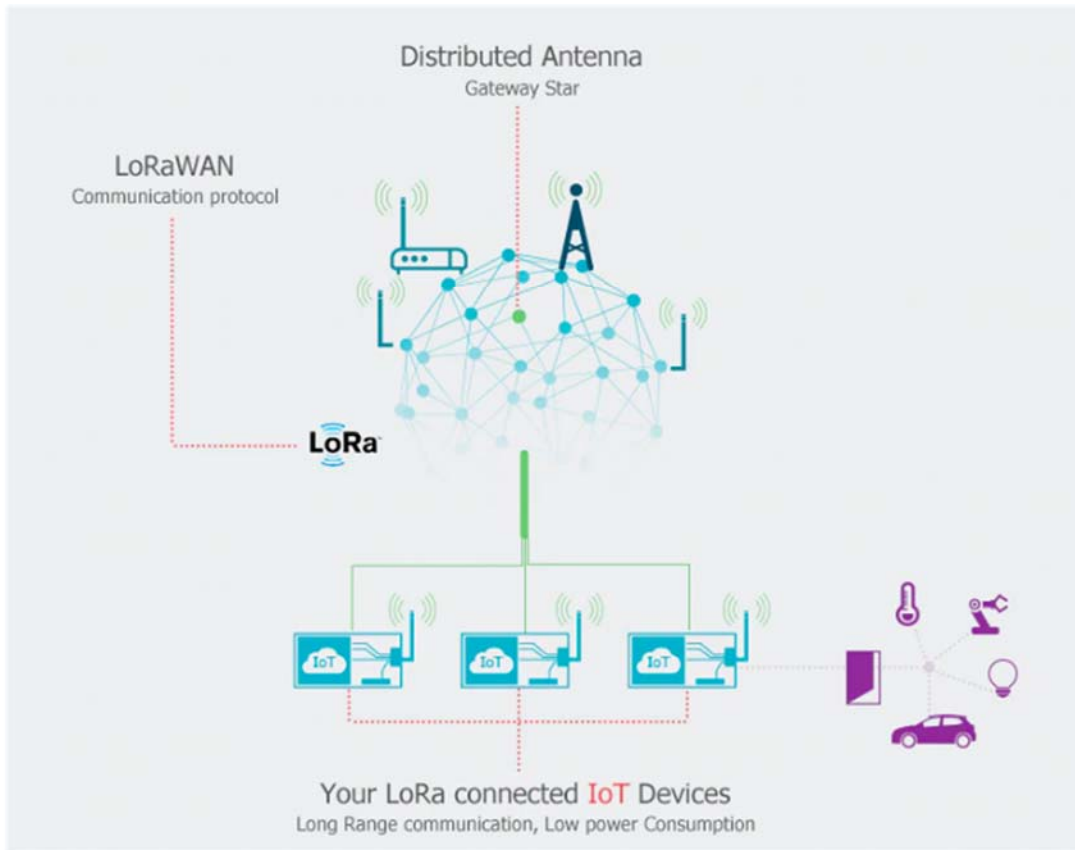 Distributed Antenna
Gateway Star
LoRaWAN
Communication protocol
LoRa
IoT
IoT
IoT
Your LoRa connected IoT Devices
Long Range communication, Low power Consumption